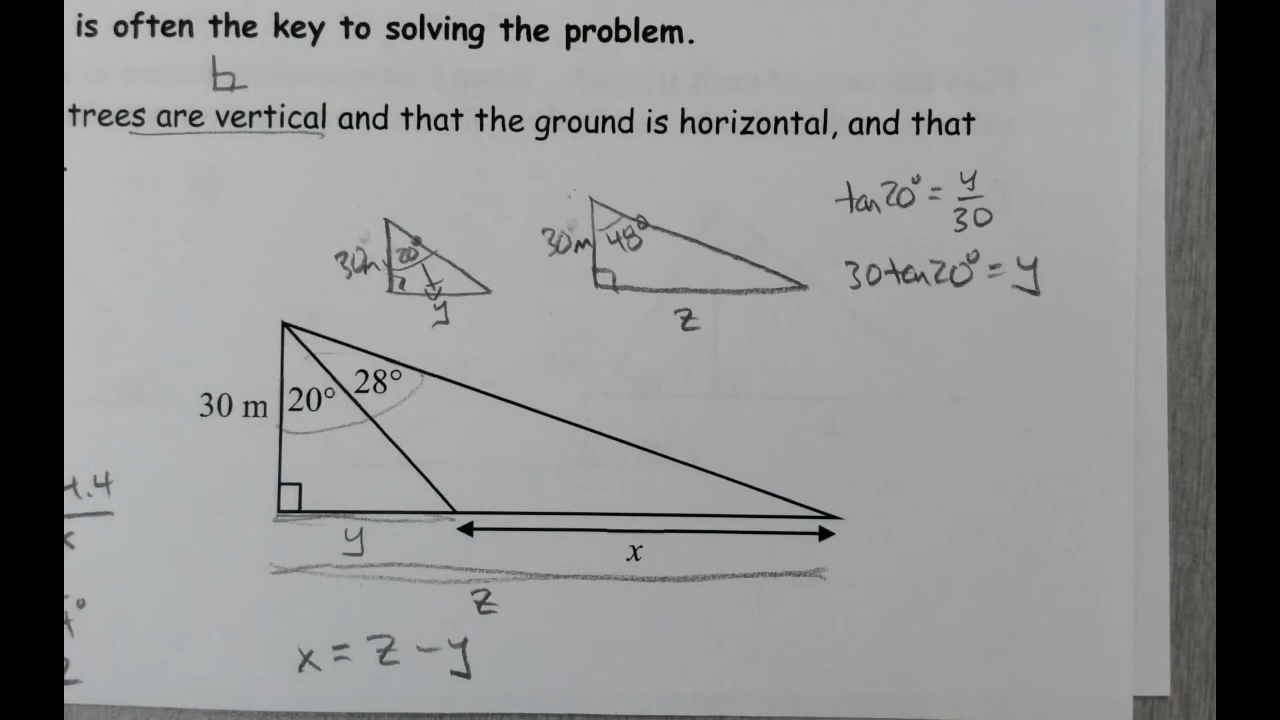 is often the key to solving the problem.
b
trees are vertical and that the ground is horizontal, and that
tan20°=y/30
30m 20° y
30m 48° z
30tan20°=y
30 m 20° 28°
y
x
z
x=z-y